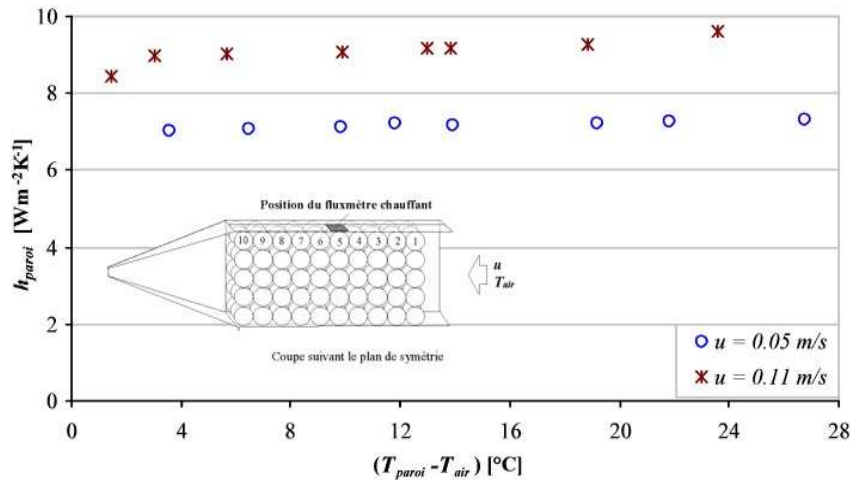 10
8
6
4
2
0
h_paroi [Wm⁻²K⁻¹]
Position du fluxmètre chauffant
10 9 8 7 6 5 4 3 2 1
u
T_air
Coupe suivant le plan de symétrie
u = 0.05 m/s
u = 0.11 m/s
0 4 8 12 16 20 24 28
(T_paroi -T_air) [°C]